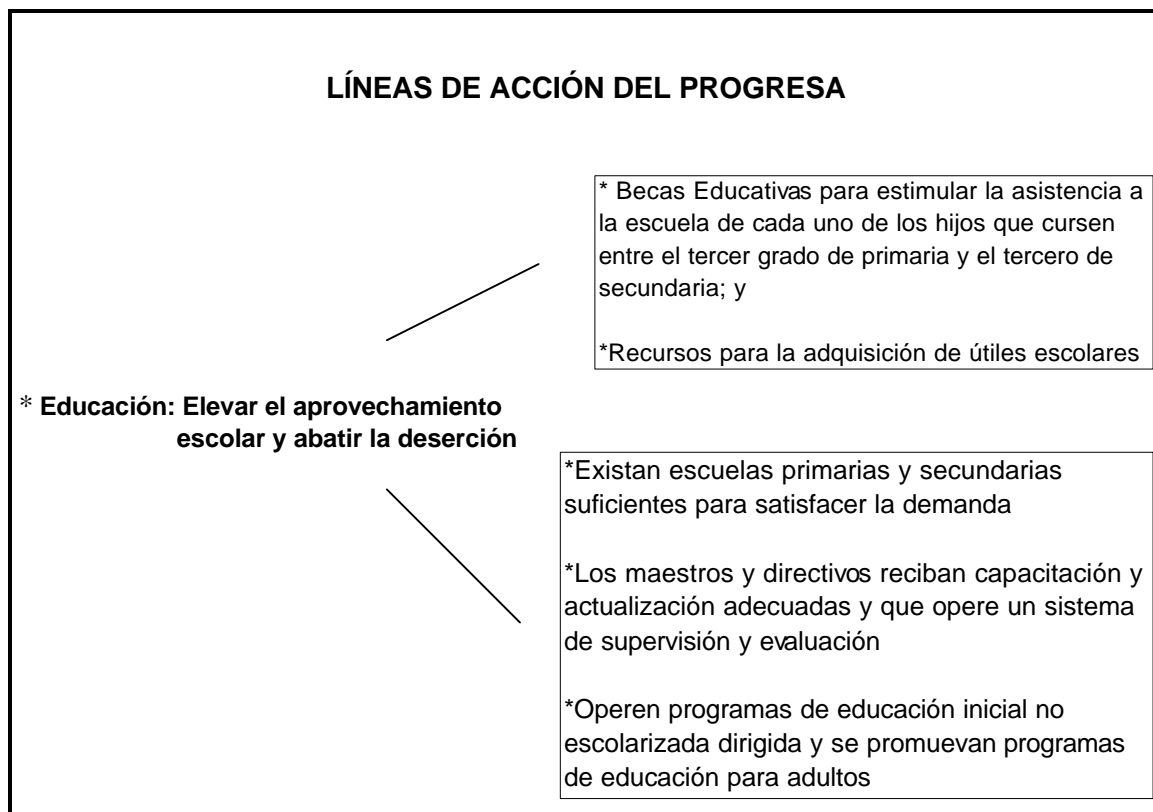 LÍNEAS DE ACCIÓN DEL PROGRESA
* Becas Educativas para estimular la asistencia a
la escuela de cada uno de los hijos que cursen
entre el tercer grado de primaria y el tercero de
secundaria; y
*Recursos para la adquisición de útiles escolares
* Educación: Elevar el aprovechamiento
escolar y abatir la deserción
*Existan escuelas primarias y secundarias
suficientes para satisfacer la demanda
*Los maestros y directivos reciban capacitación y
actualización adecuadas y que opere un sistema
de supervisión y evaluación
*Operen programas de educación inicial no
escolarizada dirigida y se promuevan programas
de educación para adultos